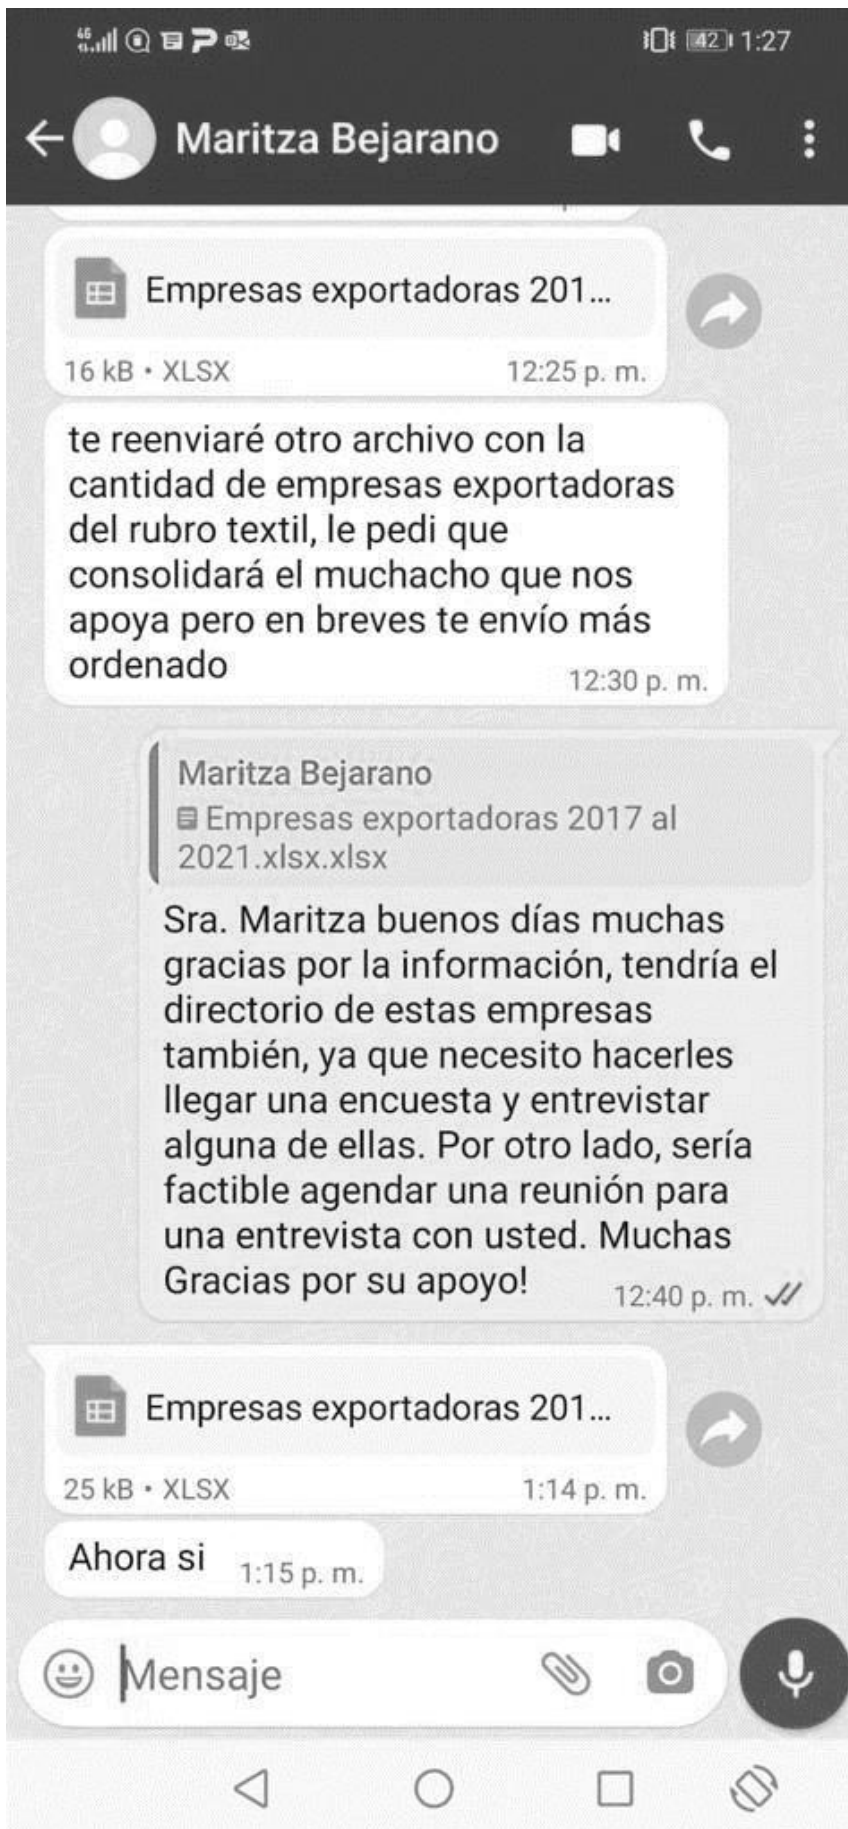 46
42 1:27
Maritza Bejarano
Empresas exportadoras 201...
16 kB • XLSX 12:25 p. m.
te reenviaré otro archivo con la
cantidad de empresas exportadoras
del rubro textil, le pedi que
consolidará el muchacho que nos
apoya pero en breves te envío más
ordenado
12:30 p. m.
Maritza Bejarano
Empresas exportadoras 2017 al
2021.xlsx.xlsx
Sra. Maritza buenos días muchas
gracias por la información, tendría el
directorio de estas empresas
también, ya que necesito hacerles
llegar una encuesta y entrevistar
alguna de ellas. Por otro lado, sería
factible agendar una reunión para
una entrevista con usted. Muchas
Gracias por su apoyo!
12:40 p. m.
Empresas exportadoras 201...
25 kB • XLSX 1:14 p. m.
Ahora si 1:15 p. m.
Mensaje